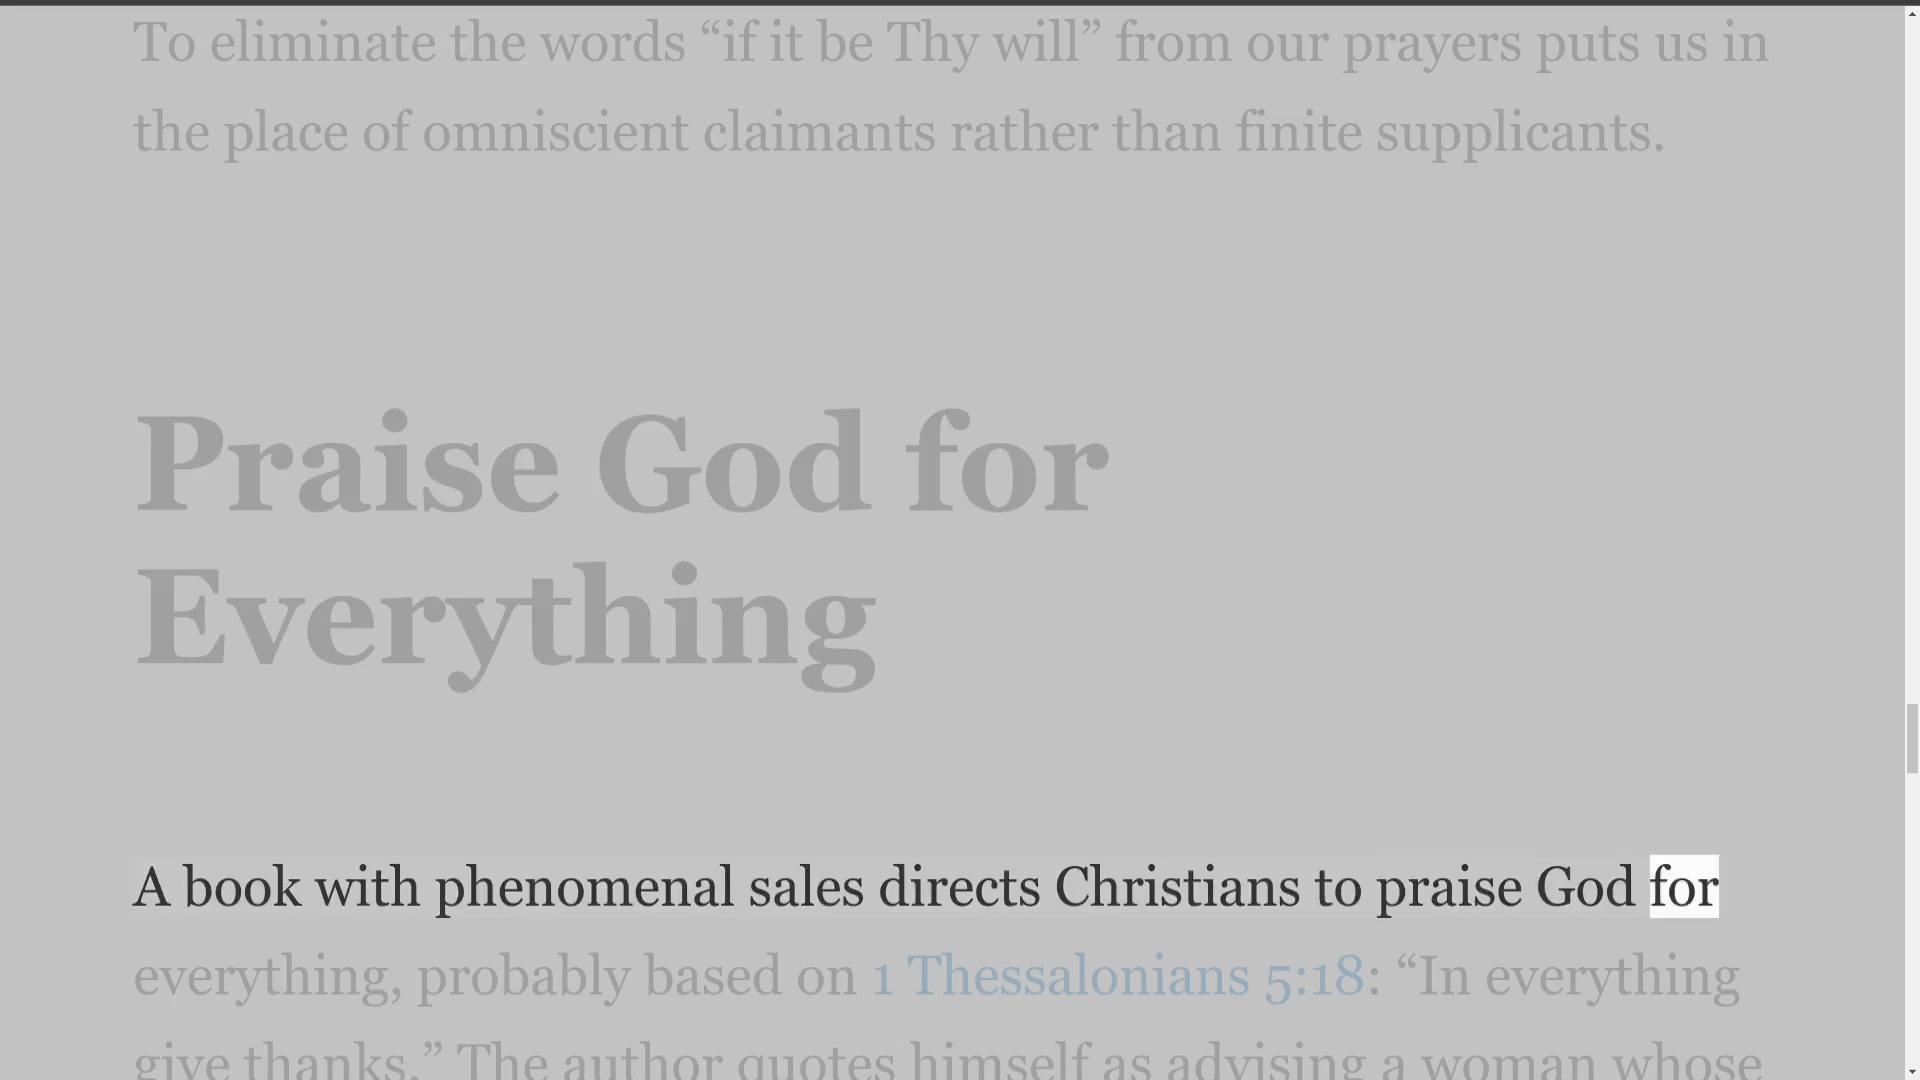 To eliminate the words “if it be Thy will” from our prayers puts us in
the place of omniscient claimants rather than finite supplicants.
Praise God for
Everything
A book with phenomenal sales directs Christians to praise God for
everything, probably based on 1 Thessalonians 5:18: “In everything
give thanks.” The author quotes himself as advising a woman whose